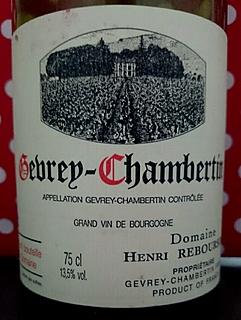 Gevrey-Chambertin
APPELLATION GEVREY-CHAMBERTIN CONTRÔLÉE
GRAND VIN DE BOURGOGNE
Domaine
HENRI REBOURS
bouteille
75 cl
13,5% vol.
PROPRIÉTAIRE
GEVREY-CHAMBERTIN
PRODUCT OF